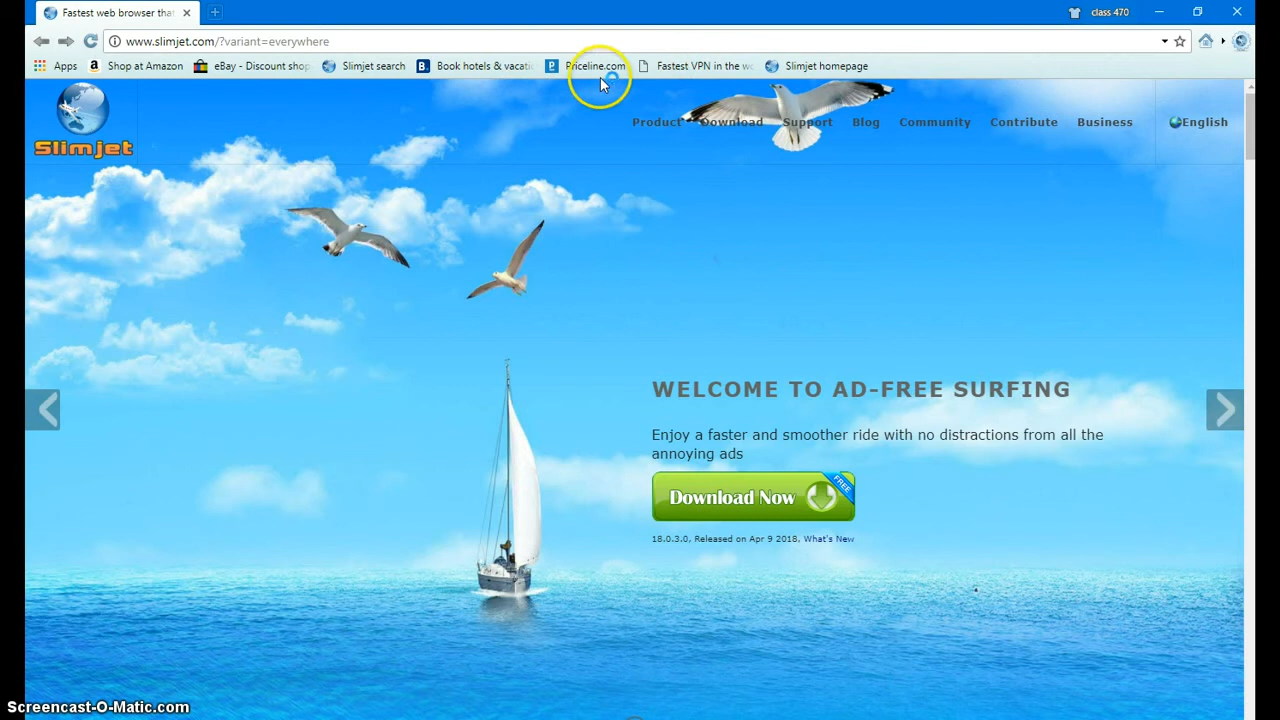 Fastest web browser tha
class 470
www.slimjet.com/?variant=everywhere
Apps
Shop at Amazon
eBay - Discount shop
Slimjet search
Book hotels & vacati
Priceline.com
Fastest VPN in the wo
Slimjet homepage
Slimjet
Product
Download
Support
Blog
Community
Contribute
Business
English
WELCOME TO AD-FREE SURFING
Enjoy a faster and smoother ride with no distractions from all the
annoying ads
Download Now
FREE
18.0.3.0, Released on Apr 9 2018, What's New
Screencast-O-Matic.com